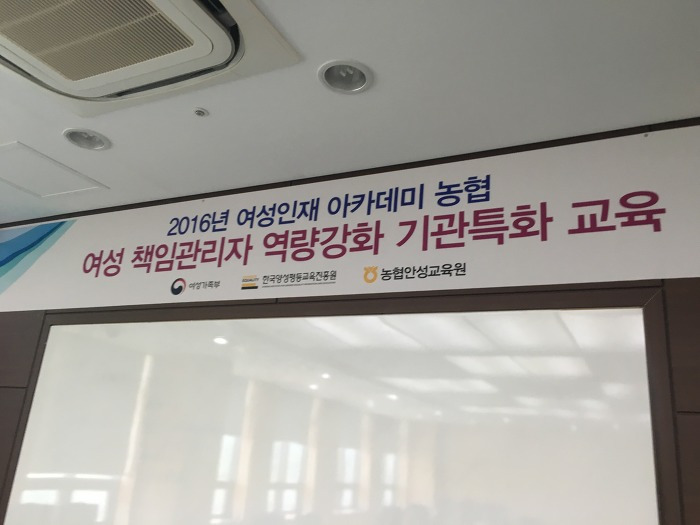 2016년 여성인재 아카데미 농협
여성 책임관리자 역량강화 기관특화 교육
여성가족부 한국양성평등교육진흥원 농협안성교육원